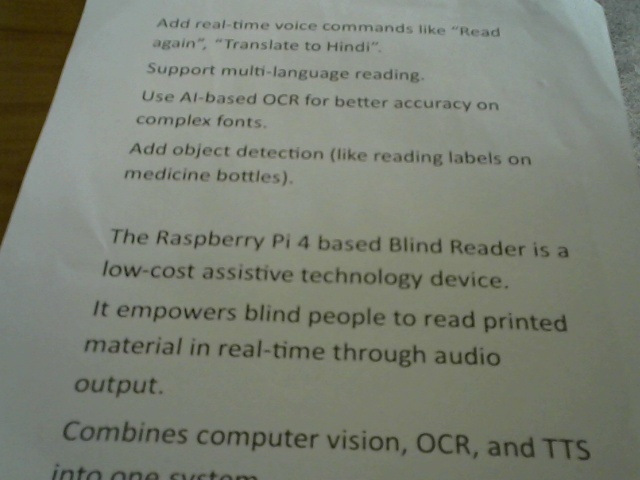 Add real-time voice commands like “Read
again”, “Translate to Hindi”.
Support multi-language reading.
Use AI-based OCR for better accuracy on
complex fonts.
Add object detection (like reading labels on
medicine bottles).
The Raspberry Pi 4 based Blind Reader is a
low-cost assistive technology device.
It empowers blind people to read printed
material in real-time through audio
output.
Combines computer vision, OCR, and TTS
into one system